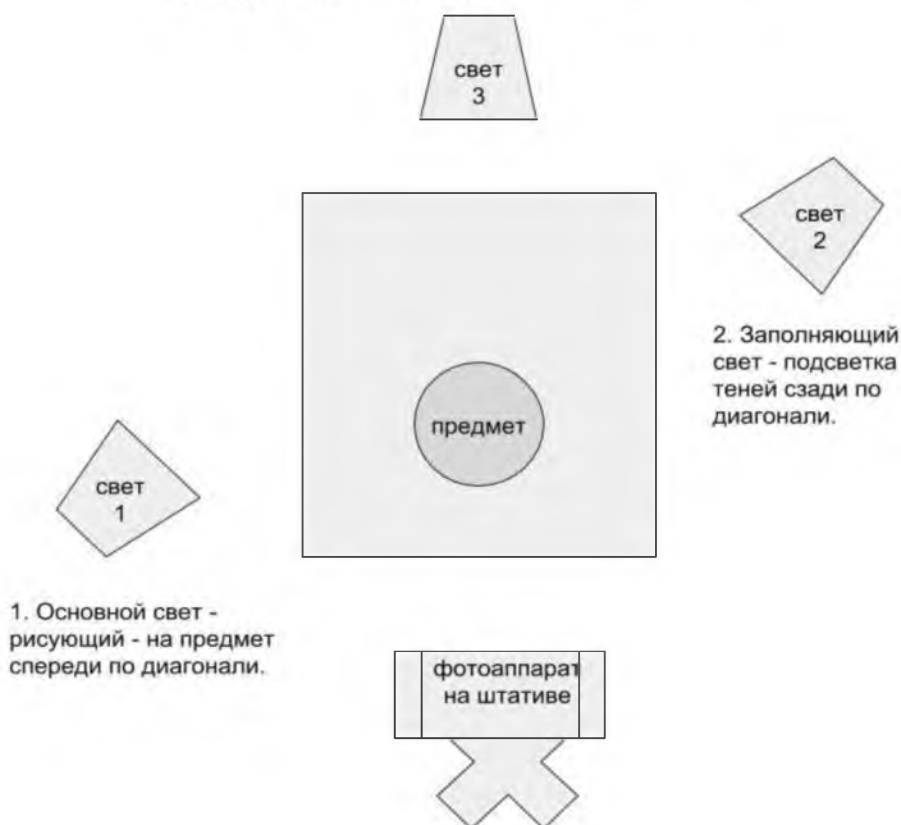 свет
3
свет
2
2. Заполняющий
свет - подсветка
теней сзади по
диагонали.
предмет
свет
1
1. Основной свет -
рисующий - на предмет
спереди по диагонали.
фотоаппарат
на штативе